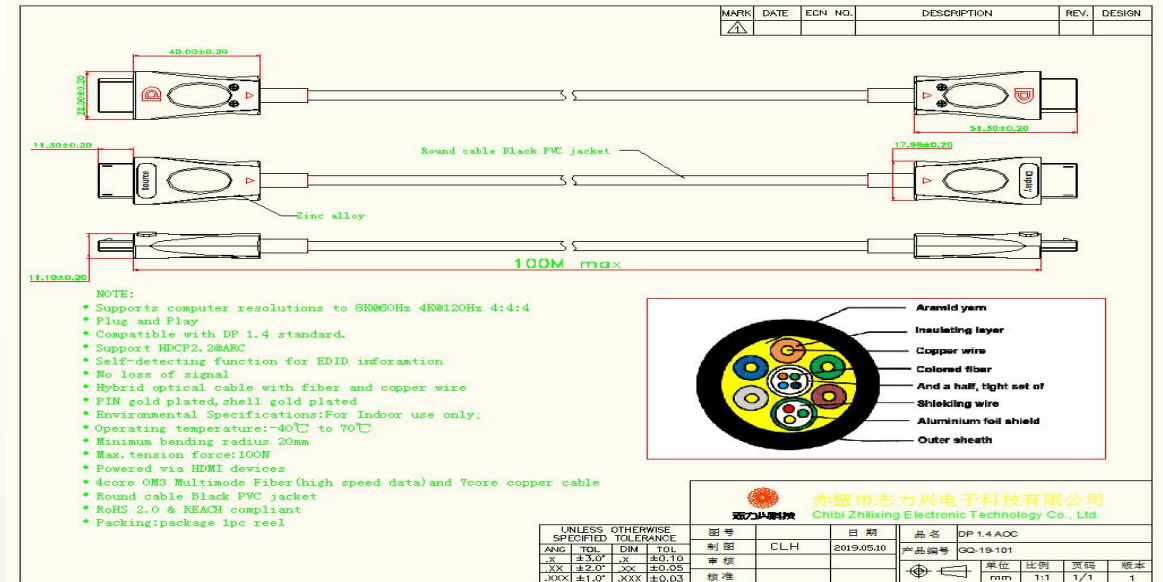 MARK DATE ECN NO. DESCRIPTION REV. DESIGN
1
40.00±0.20
22.00±0.20
51.30±0.20
11.30±0.20
Round cable Black PVC jacket
17.98±0.20
Source
Display
Zinc alloy
11.10±0.20
100M max
NOTE:
• Supports computer resolutions to 8K@60Hz 4K@120Hz 4:4:4
• Plug and Play
• Compatible with DP 1.4 standard.
• Support HDCP2.2@ARC
• Self-detecting function for EDID inforamtion
• No loss of signal
• Hybrid optical cable with fiber and copper wire
• PIN gold plated,shell gold plated
• Environmental Specifications:For Indoor use only;
• Operating temperature:-40℃ to 70℃
• Minimum bending radius 20mm
• Max.tension force:100N
• Powered via HDMI devices
• 4core OM3 Multimode Fiber(high speed data)and 7core copper cable
• Round cable Black PVC jacket
• RoHS 2.0 & REACH compliant
• Packing:package 1pc reel
Aramid yarn
Insulating layer
Copper wire
Colored fiber
And a half, tight set of
Shielding wire
Aluminium foil shield
Outer sheath
志力兴科技
赤壁市志力兴电子科技有限公司
Chibi Zhilixing Electronic Technology Co., Ltd.
UNLESS OTHERWISE
SPECIFIED TOLERANCE
ANG TOL DIM TOL
.X ±3.0° .X ±0.10
.XX ±2.0° .XX ±0.05
.XXX ±1.0° .XXX ±0.03
图号 日期
制图 CLH 2019.05.10
审核
核准
品名 DP 1.4 AOC
产品编号 GQ-19-101
单位 比例 页码 版本
mm 1:1 1/1 1